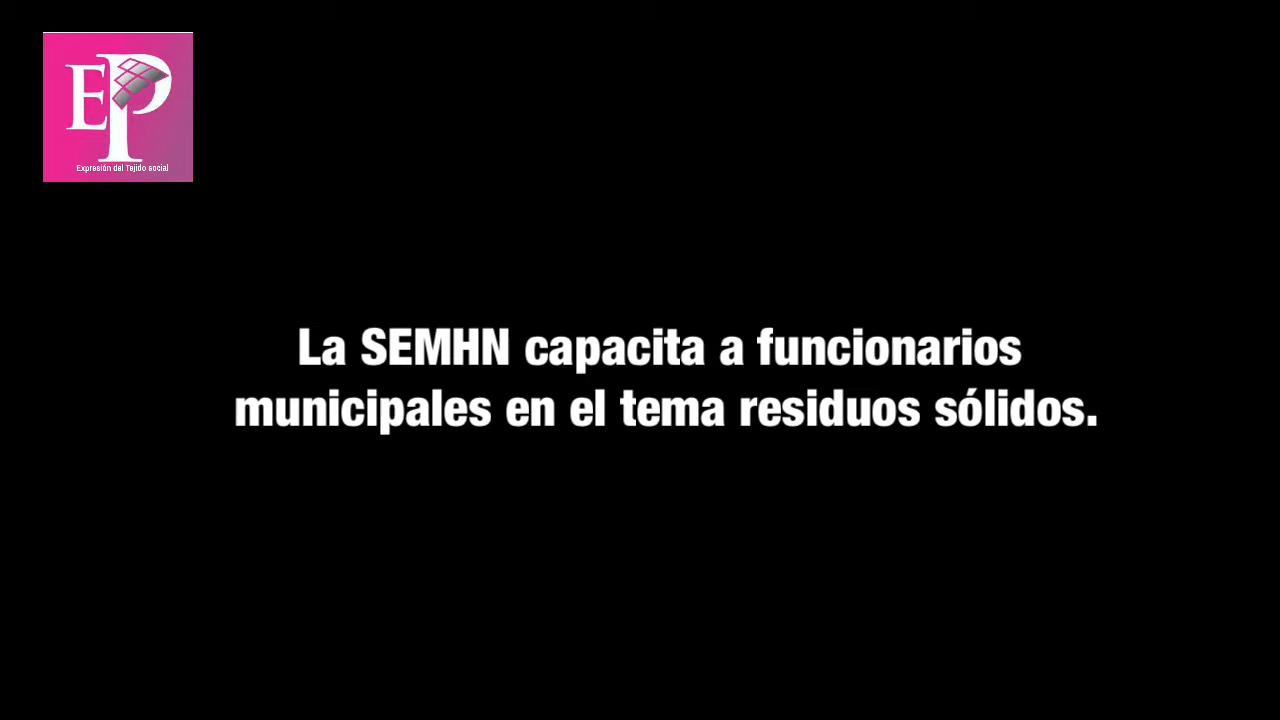 EP
Expresión del Tejido social
La SEMHN capacita a funcionarios
municipales en el tema residuos sólidos.